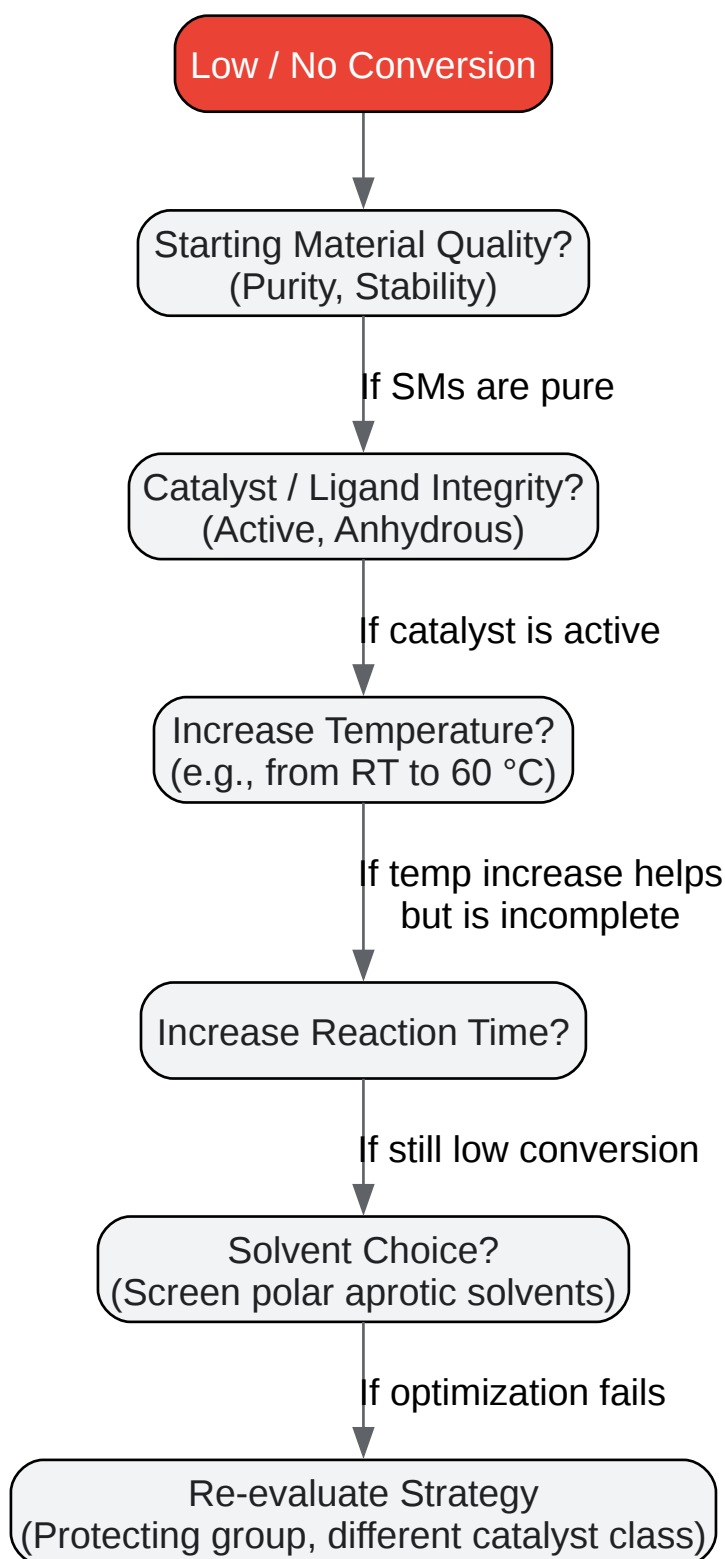 Low / No Conversion
Starting Material Quality?
(Purity, Stability)
If SMs are pure
Catalyst / Ligand Integrity?
(Active, Anhydrous)
If catalyst is active
Increase Temperature?
(e.g., from RT to 60 °C)
If temp increase helps
but is incomplete
Increase Reaction Time?
If still low conversion
Solvent Choice?
(Screen polar aprotic solvents)
If optimization fails
Re-evaluate Strategy
(Protecting group, different catalyst class)